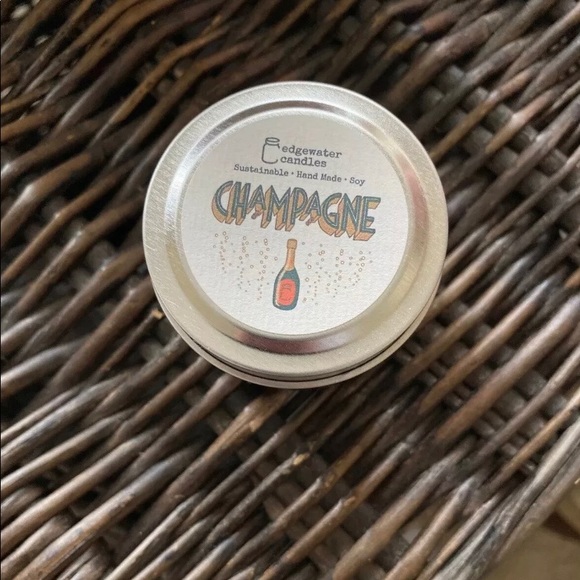 edgewater
candles
Sustainable • Hand Made • Soy
CHAMPAGNE